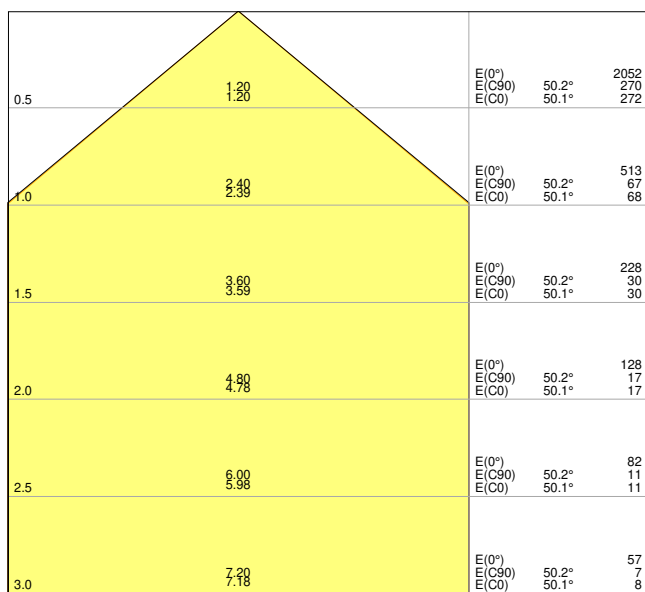 E(0°) 2052
1.20 E(C90) 50.2° 270
0.5 1.20 E(C0) 50.1° 272
E(0°) 513
2.40 E(C90) 50.2° 67
1.0 2.39 E(C0) 50.1° 68
E(0°) 228
3.60 E(C90) 50.2° 30
1.5 3.59 E(C0) 50.1° 30
E(0°) 128
4.80 E(C90) 50.2° 17
2.0 4.78 E(C0) 50.1° 17
E(0°) 82
6.00 E(C90) 50.2° 11
2.5 5.98 E(C0) 50.1° 11
E(0°) 57
7.20 E(C90) 50.2° 7
3.0 7.18 E(C0) 50.1° 8